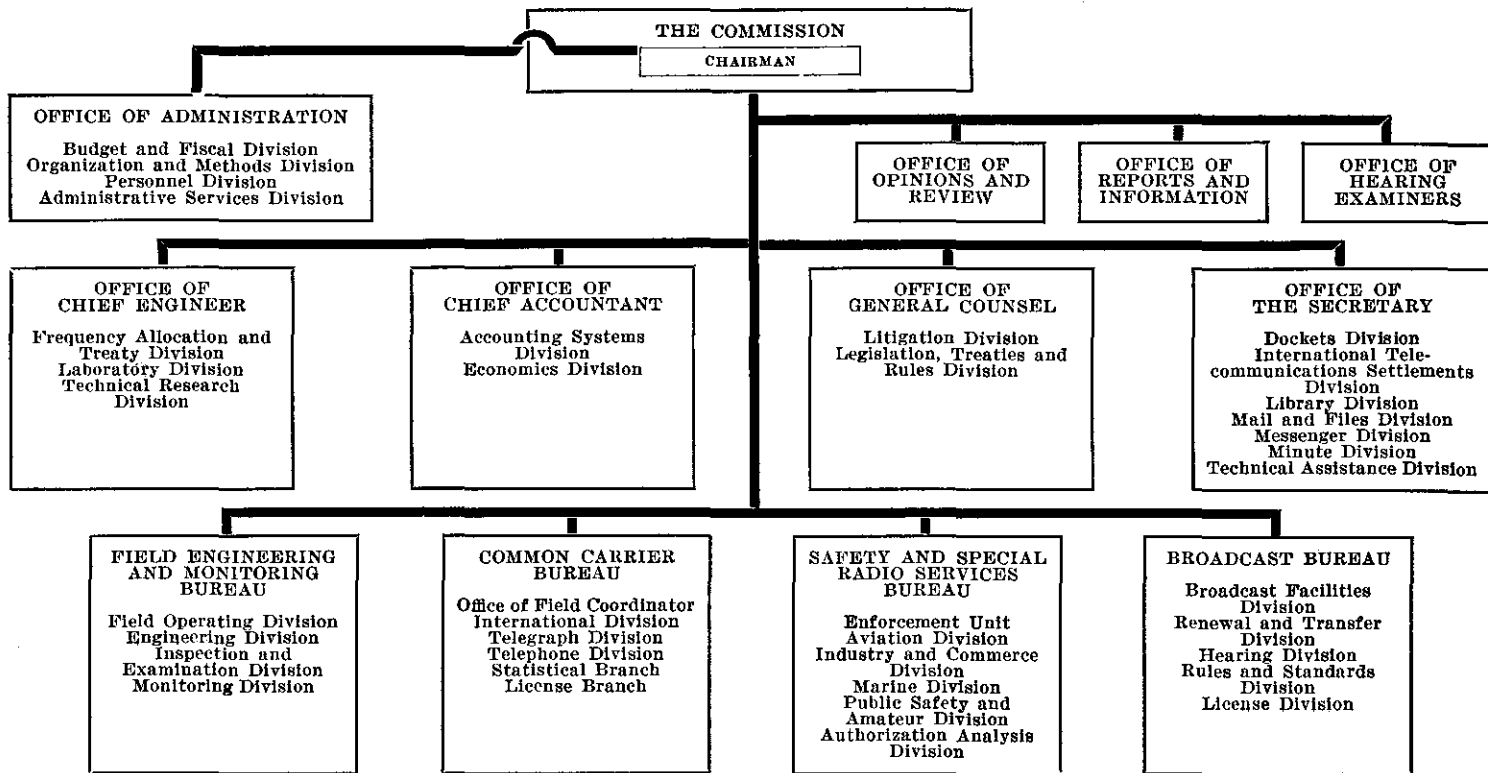 THE COMMISSION
CHAIRMAN
OFFICE OF ADMINISTRATION
Budget and Fiscal Division
Organization and Methods Division
Personnel Division
Administrative Services Division
OFFICE OF
OPINIONS AND
REVIEW
OFFICE OF
REPORTS AND
INFORMATION
OFFICE OF
HEARING
EXAMINERS
OFFICE OF
CHIEF ENGINEER
Frequency Allocation and
Treaty Division
Laboratory Division
Technical Research
Division
OFFICE OF
CHIEF ACCOUNTANT
Accounting Systems
Division
Economics Division
OFFICE OF
GENERAL COUNSEL
Litigation Division
Legislation, Treaties and
Rules Division
OFFICE OF
THE SECRETARY
Dockets Division
International Tele-
communications Settlements
Division
Library Division
Mail and Files Division
Messenger Division
Minute Division
Technical Assistance Division
FIELD ENGINEERING
AND MONITORING
BUREAU
Field Operating Division
Engineering Division
Inspection and
Examination Division
Monitoring Division
COMMON CARRIER
BUREAU
Office of Field Coordinator
International Division
Telegraph Division
Telephone Division
Statistical Branch
License Branch
SAFETY AND SPECIAL
RADIO SERVICES
BUREAU
Enforcement Unit
Aviation Division
Industry and Commerce
Division
Marine Division
Public Safety and
Amateur Division
Authorization Analysis
Division
BROADCAST BUREAU
Broadcast Facilities
Division
Renewal and Transfer
Division
Hearing Division
Rules and Standards
Division
License Division